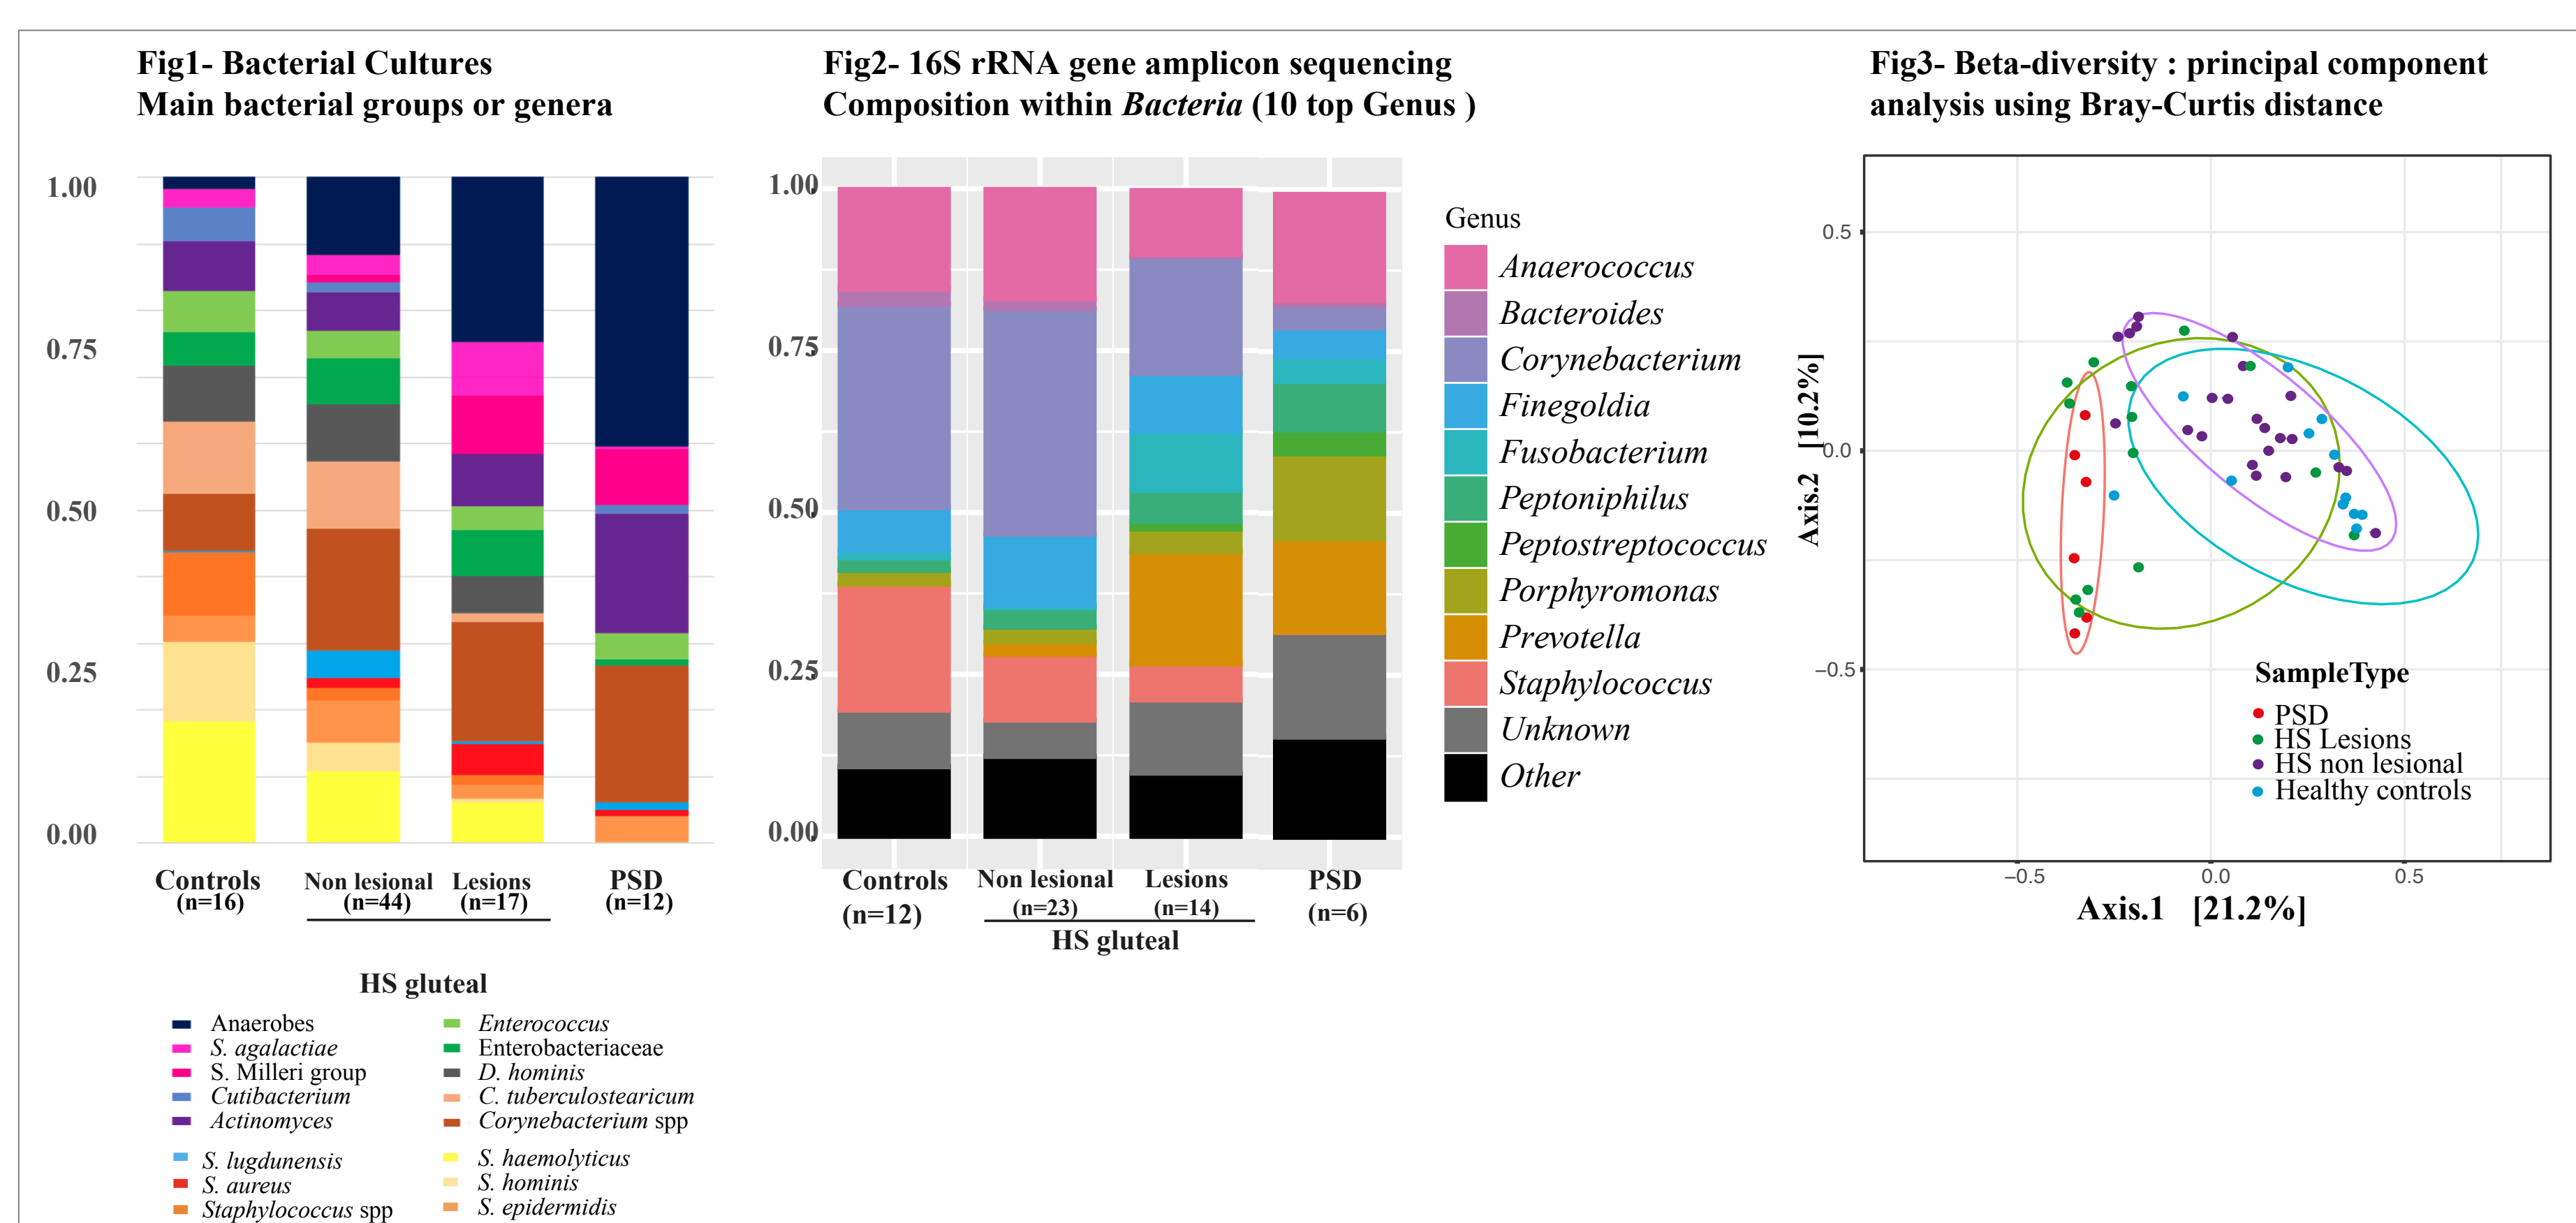 Fig1- Bacterial Cultures
Main bacterial groups or genera
1.00
0.75
0.50
0.25
0.00
Controls
(n=16)
Non lesional
(n=44)
Lesions
(n=17)
PSD
(n=12)
HS gluteal
Anaerobes
S. agalactiae
S. Milleri group
Cutibacterium
Actinomyces
S. lugdunensis
S. aureus
Staphylococcus spp
Enterococcus
Enterobacteriaceae
D. hominis
C. tuberculostearicum
Corynebacterium spp
S. haemolyticus
S. hominis
S. epidermidis
Fig2- 16S rRNA gene amplicon sequencing
Composition within Bacteria (10 top Genus )
1.00
0.75
0.50
0.25
0.00
Controls
(n=12)
Non lesional
(n=23)
Lesions
(n=14)
PSD
(n=6)
HS gluteal
Genus
Anaerococcus
Bacteroides
Corynebacterium
Finegoldia
Fusobacterium
Peptoniphilus
Peptostreptococcus
Porphyromonas
Prevotella
Staphylococcus
Unknown
Other
Fig3- Beta-diversity : principal component
analysis using Bray-Curtis distance
Axis.2 [10.2%]
0.5
0.0
−0.5
SampleType
PSD
HS Lesions
HS non lesional
Healthy controls
−0.5
0.0
0.5
Axis.1 [21.2%]